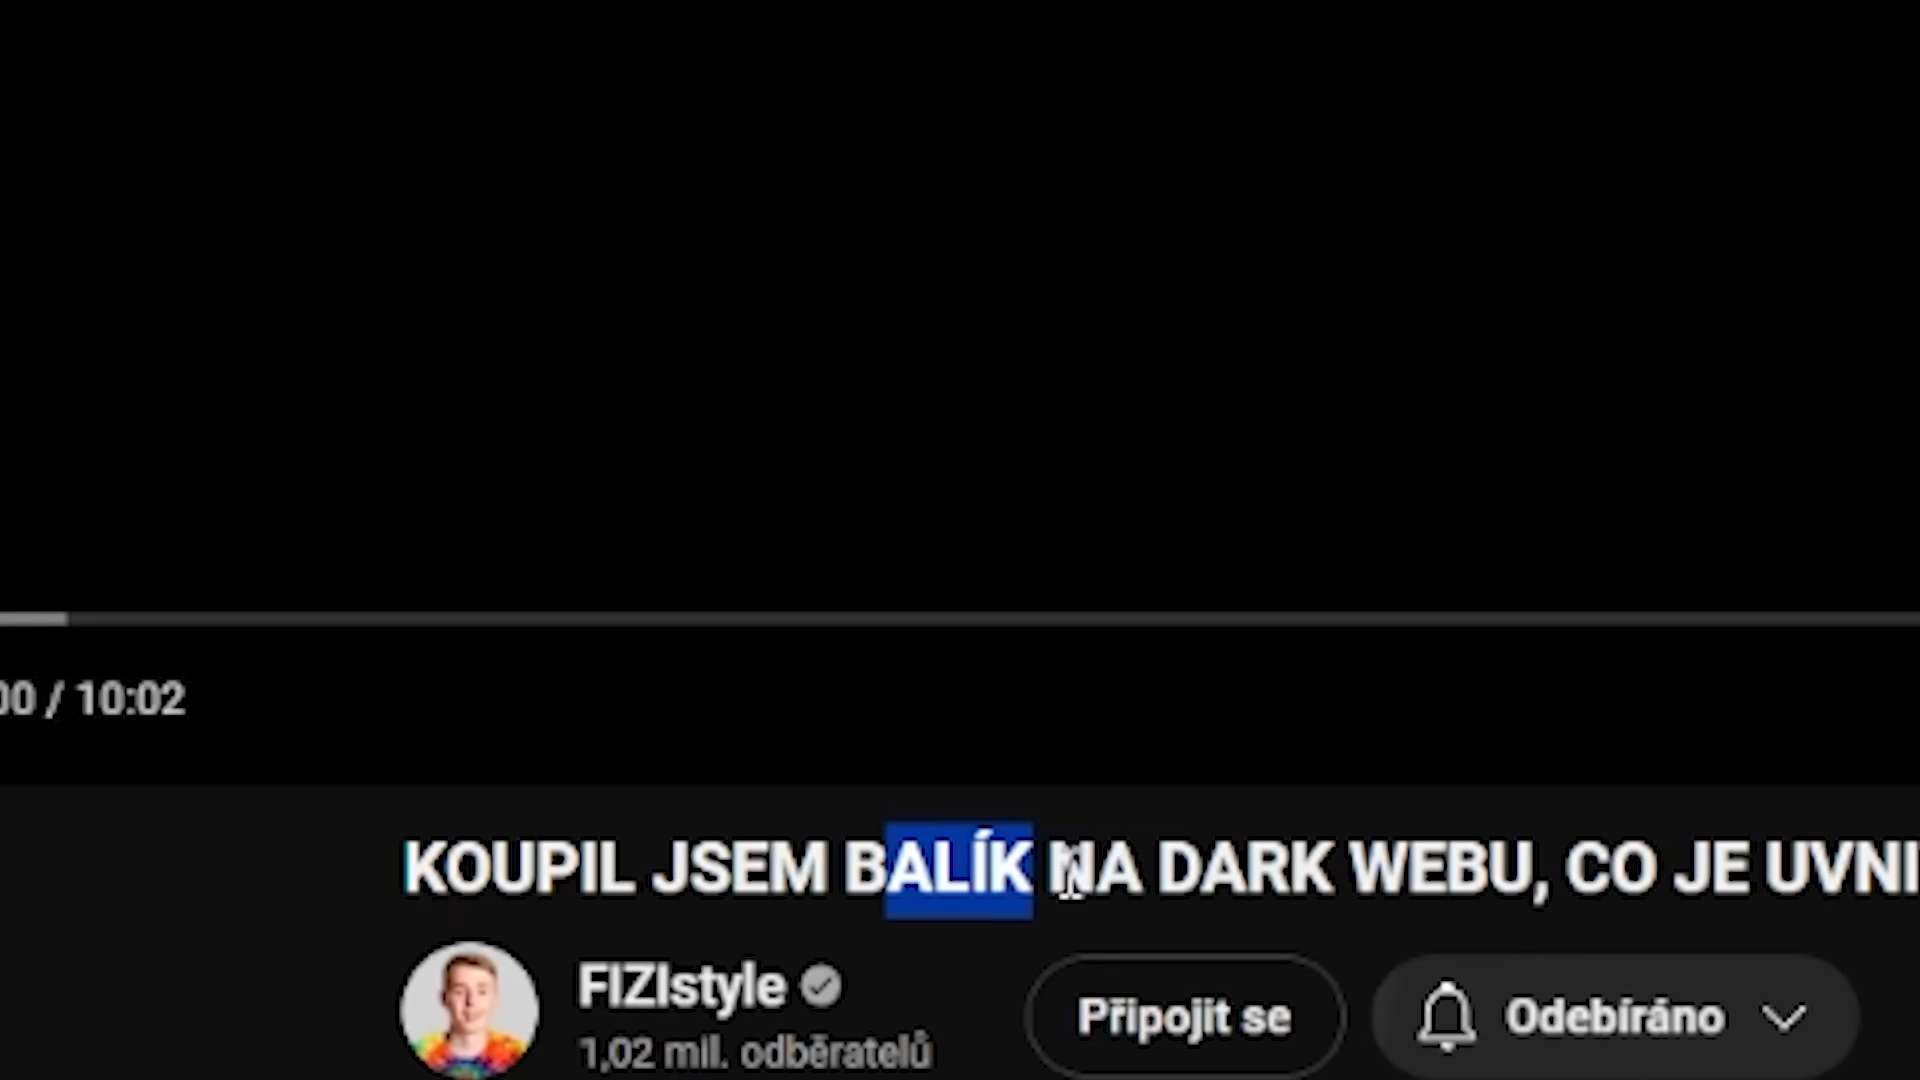 00 / 10:02
KOUPIL JSEM BALÍK NA DARK WEBU, CO JE UVNI
FIZIstyle
Připojit se
Odebíráno
1,02 mil. odběratelů